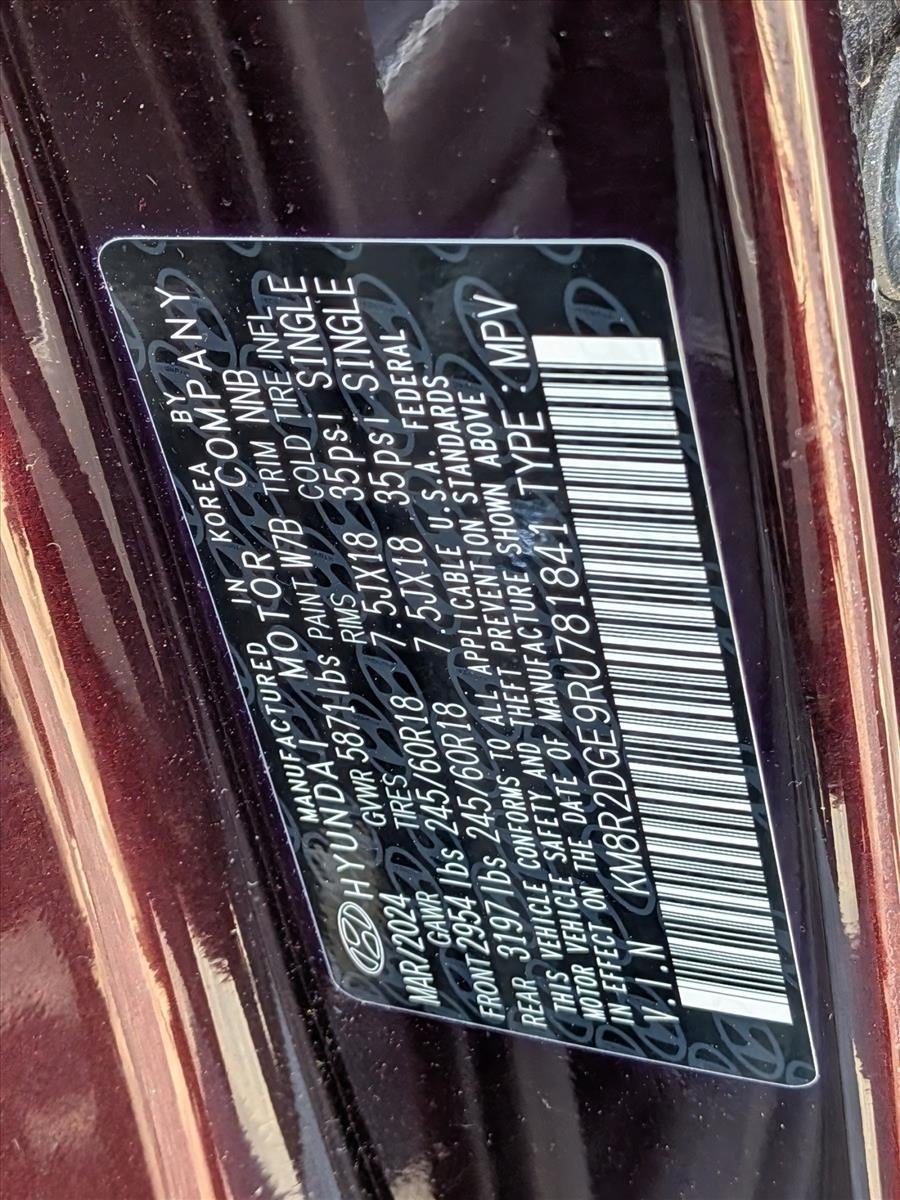 MANUFACTURED IN KOREA BY
HYUNDAI MOTOR COMPANY
MAR/2024 GVWR 5871lbs PAINT W7B TRIM NNB
GAWR TIRES RIMS COLD TIRE INFL
FRONT 2954 lbs 245/60R18 7.5JX18 35psi SINGLE
REAR 3197lbs 245/60R18 7.5JX18 35psi SINGLE
THIS VEHICLE CONFORMS TO ALL APPLICABLE U.S.A. FEDERAL
MOTOR VEHICLE SAFETY AND THEFT PREVENTION STANDARDS
IN EFFECT ON THE DATE OF MANUFACTURE SHOWN ABOVE
V.I.N KM8R2DGE9RU781841 TYPE : MPV